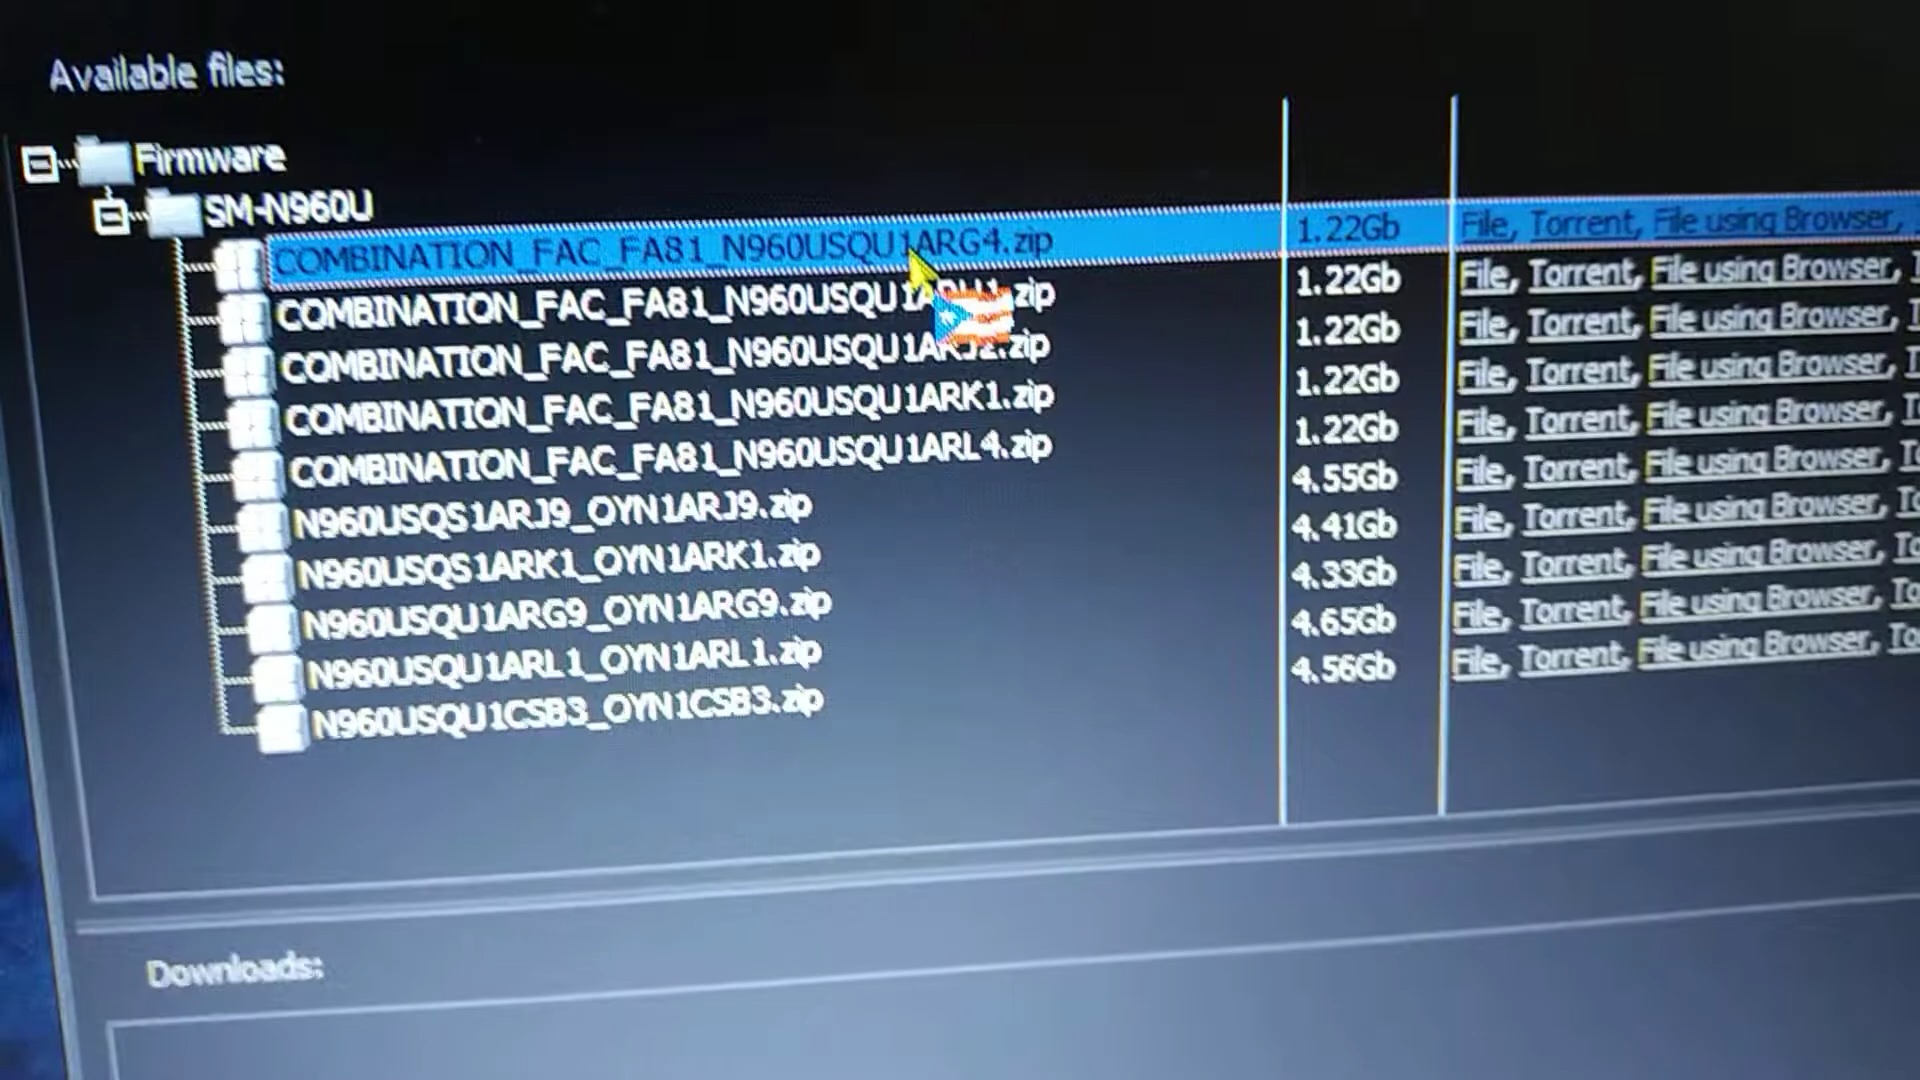 Available files:
Firmware
SM-N960U
COMBINATION_FAC_FA81_N960USQU1ARG4.zip 1.22Gb File, Torrent, File using Browser,
1.22Gb File, Torrent, File using Browser,
1.22Gb File, Torrent, File using Browser,
COMBINATION_FAC_FA81_N960USQU1ARK1.zip 1.22Gb File, Torrent, File using Browser,
COMBINATION_FAC_FA81_N960USQU1ARL4.zip 1.22Gb File, Torrent, File using Browser,
N960USQS1ARJ9_OYN1ARJ9.zip 4.55Gb File, Torrent, File using Browser,
N960USQS1ARK1_OYN1ARK1.zip 4.41Gb File, Torrent, File using Browser,
N960USQU1ARG9_OYN1ARG9.zip 4.33Gb File, Torrent, File using Browser,
N960USQU1ARL1_OYN1ARL1.zip 4.65Gb File, Torrent, File using Browser,
N960USQU1CSB3_OYN1CSB3.zip 4.56Gb File, Torrent, File using Browser,
Downloads: